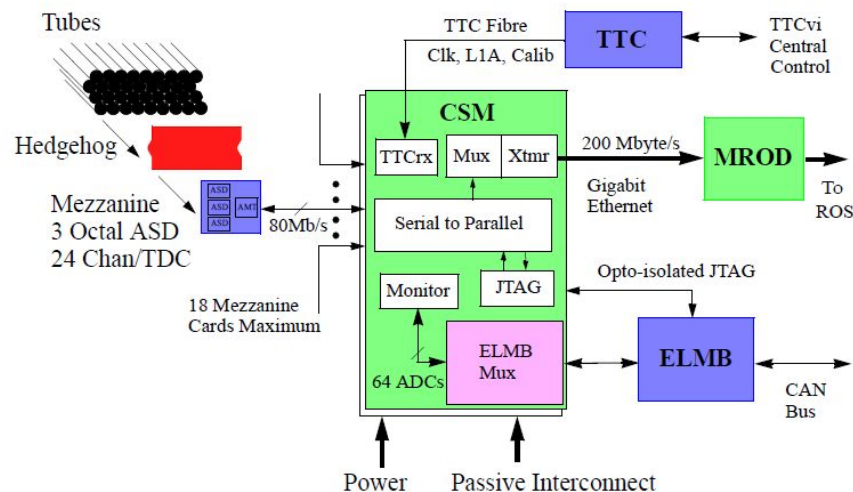 Tubes
TTC Fibre
Clk, L1A, Calib
TTC
TTCvi
Central
Control
CSM
Hedgehog
TTCrx
Mux
Xtmr
200 Mbyte/s
Gigabit
Ethernet
MROD
To
ROS
ASD
ASD
ASD
AMT
Mezzanine
3 Octal ASD
24 Chan/TDC
80Mb/s
Serial to Parallel
18 Mezzanine
Cards Maximum
Monitor
JTAG
Opto-isolated JTAG
64 ADCs
ELMB
Mux
ELMB
CAN
Bus
Power
Passive Interconnect